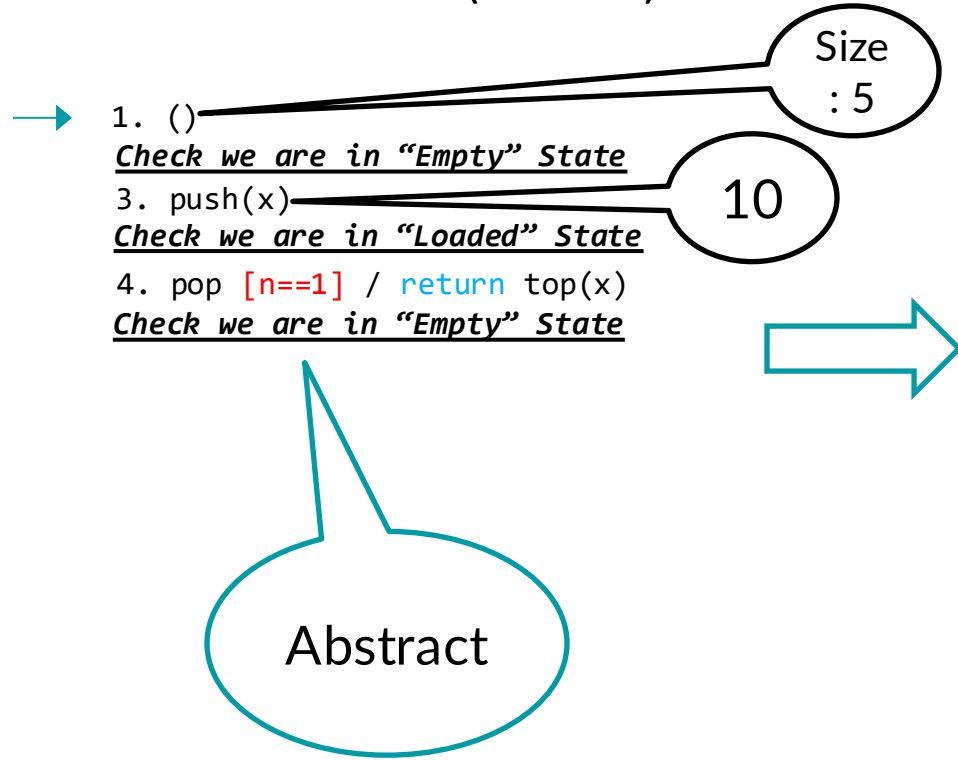 Size
: 5
1. ()
Check we are in “Empty” State
3. push(x)
10
Check we are in “Loaded” State
4. pop [n==1] / return top(x)
Check we are in “Empty” State
Abstract